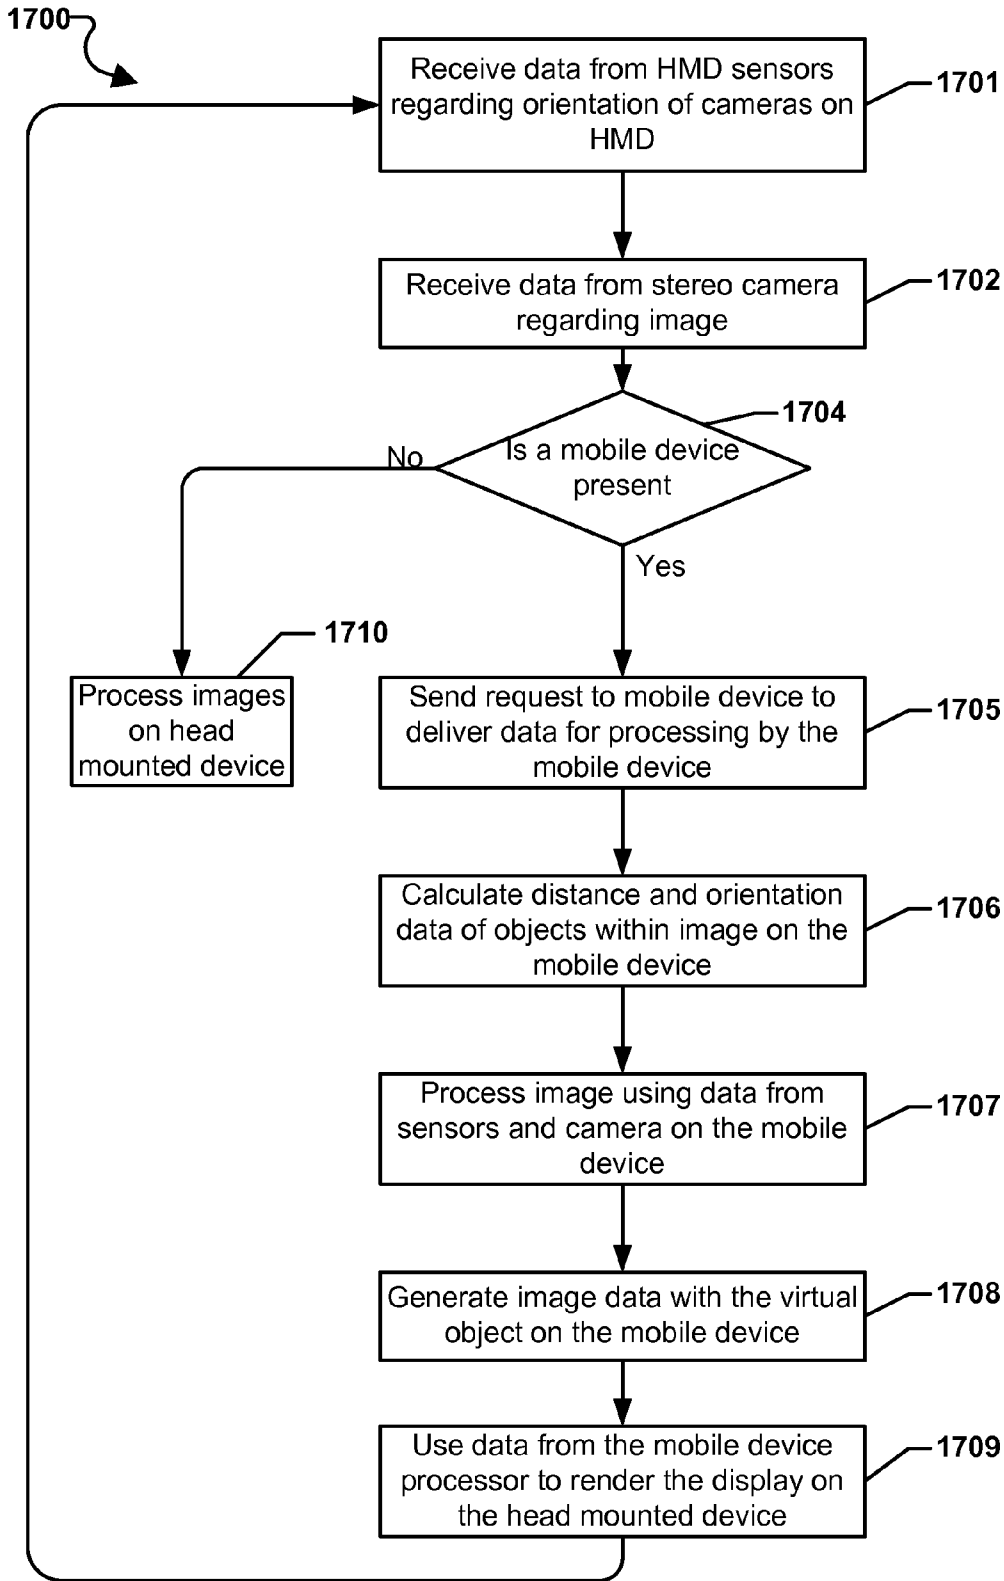 1700
Receive data from HMD sensors
regarding orientation of cameras on
HMD
1701
Receive data from stereo camera
regarding image
1702
Is a mobile device
present
1704
No
Yes
1710
Process images
on head
mounted device
Send request to mobile device to
deliver data for processing by the
mobile device
1705
Calculate distance and orientation
data of objects within image on the
mobile device
1706
Process image using data from
sensors and camera on the mobile
device
1707
Generate image data with the virtual
object on the mobile device
1708
Use data from the mobile device
processor to render the display on
the head mounted device
1709